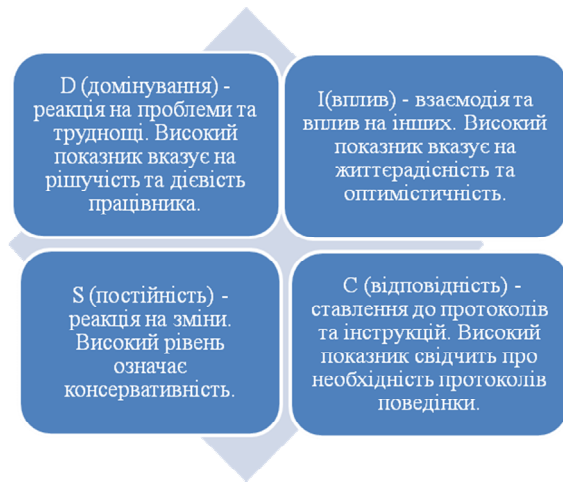 D (домінування) -
реакція на проблеми та
труднощі. Високий
показник вказує на
рішучість та дієвість
працівника.
I(вплив) - взаємодія та
вплив на інших. Високий
показник вказує на
життєрадісність та
оптимістичність.
S (постійність) -
реакція на зміни.
Високий рівень
означає
консервативність.
C (відповідність) -
ставлення до протоколів
та інструкцій. Високий
показник свідчить про
необхідність протоколів
поведінки.